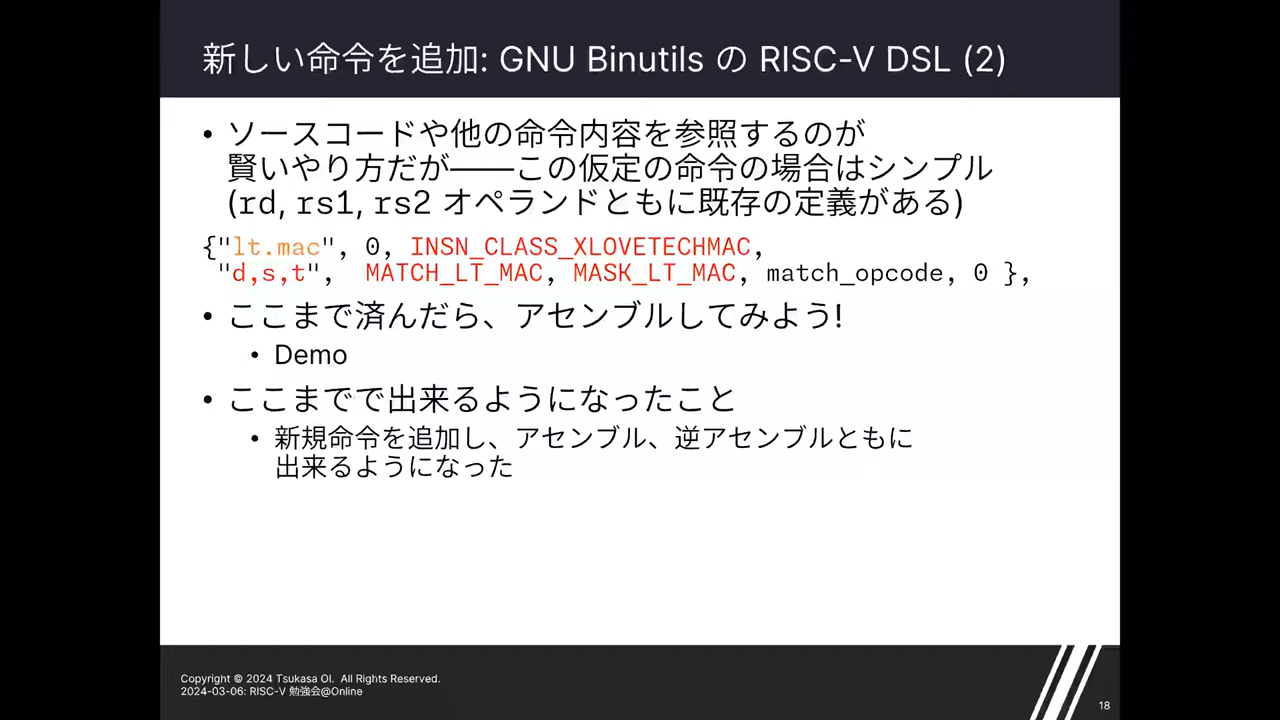 新しい命令を追加: GNU Binutils の RISC-V DSL (2)
• ソースコードや他の命令内容を参照するのが
賢いやり方だが――この仮定の命令の場合はシンプル
(rd, rs1, rs2 オペランドともに既存の定義がある)
{"lt.mac", 0, INSN_CLASS_XLOVETECHMAC,
"d,s,t", MATCH_LT_MAC, MASK_LT_MAC, match_opcode, 0 },
• ここまで済んだら、アセンブルしてみよう!
• Demo
• ここまでで出来るようになったこと
• 新規命令を追加し、アセンブル、逆アセンブルともに
出来るようになった
Copyright © 2024 Tsukasa OI. All Rights Reserved.
2024-03-06: RISC-V 勉強会@Online
18